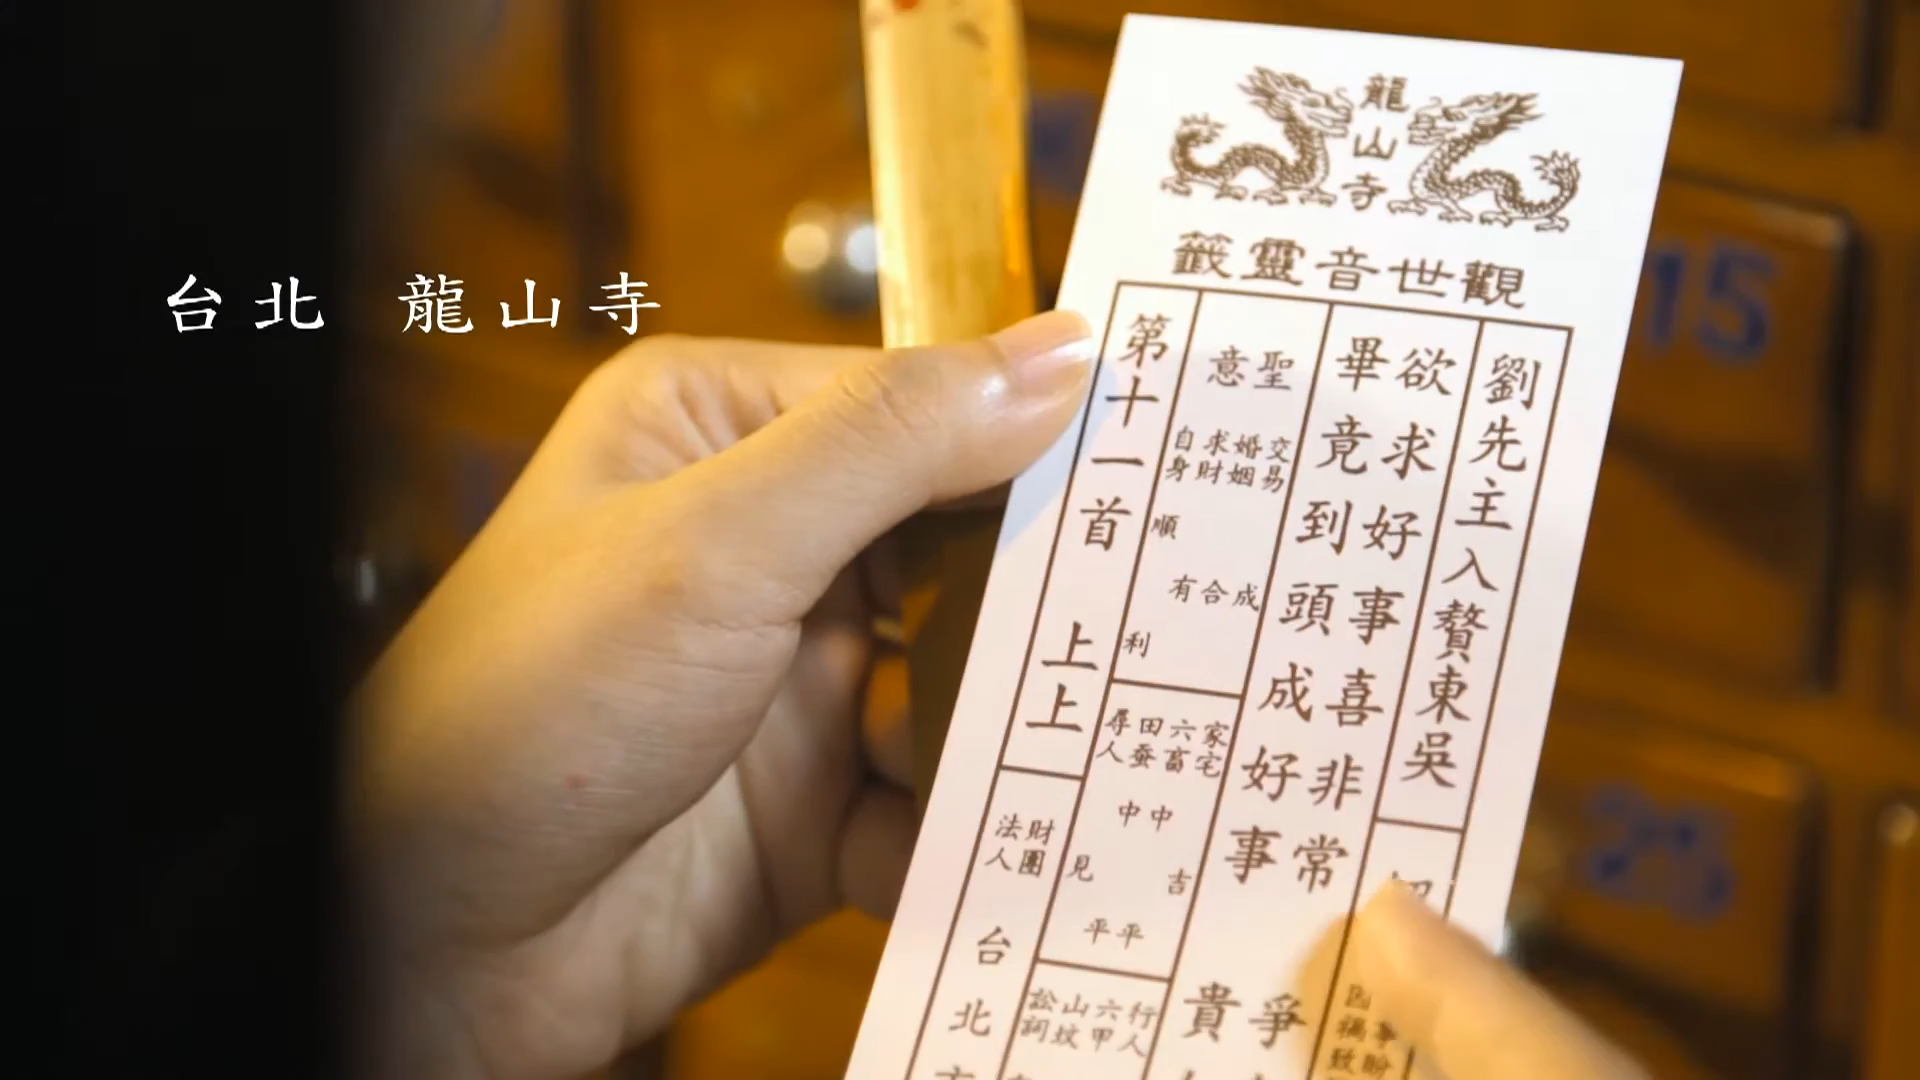 台北 龍山寺
龍山寺
觀世音靈籤
劉先主入贅東吳
欲求好事喜非常
畢竟到頭成好事
爭
貴
聖意
交易 成
婚姻 合
求財 有
自身 順利
家宅 吉
六畜 中平
田蚕 中平
尋人 見
行人
六甲
山墳
訟詞
第十一首 上上
財團法人 台北
15
25